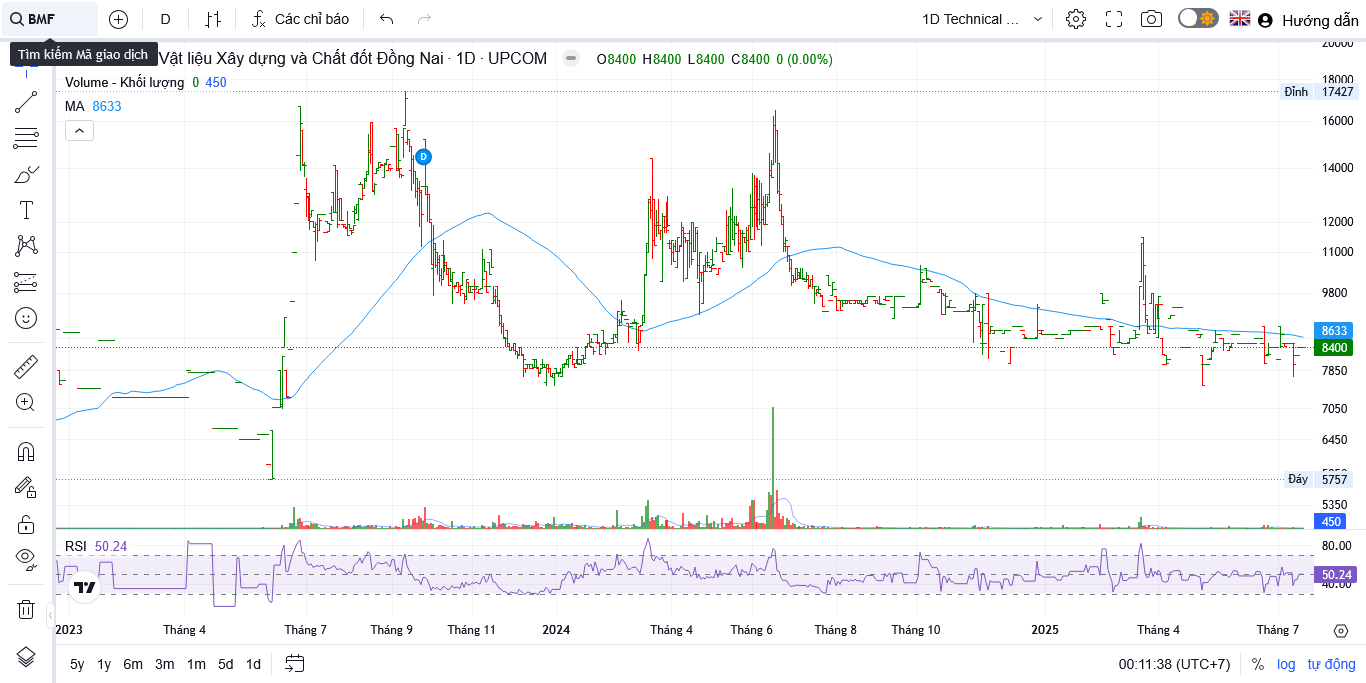 BMF D Các chỉ báo 1D Technical ... Hướng dẫn
Tìm kiếm Mã giao dịch
Vật liệu Xây dựng và Chất đốt Đồng Nai · 1D · UPCOM O8400 H8400 L8400 C8400 0 (0.00%)
Volume - Khối lượng 0 450
MA 8633
D
20000
18000
Đỉnh 17427
16000
14000
12000
11000
9800
8633
8400
7850
7050
6450
Đáy 5757
5350
450
RSI 50.24
80.00
50.24
40.00
2023 Tháng 4 Tháng 7 Tháng 9 Tháng 11 2024 Tháng 4 Tháng 6 Tháng 8 Tháng 10 2025 Tháng 4 Tháng 7
5y 1y 6m 3m 1m 5d 1d 00:11:38 (UTC+7) % log tự động